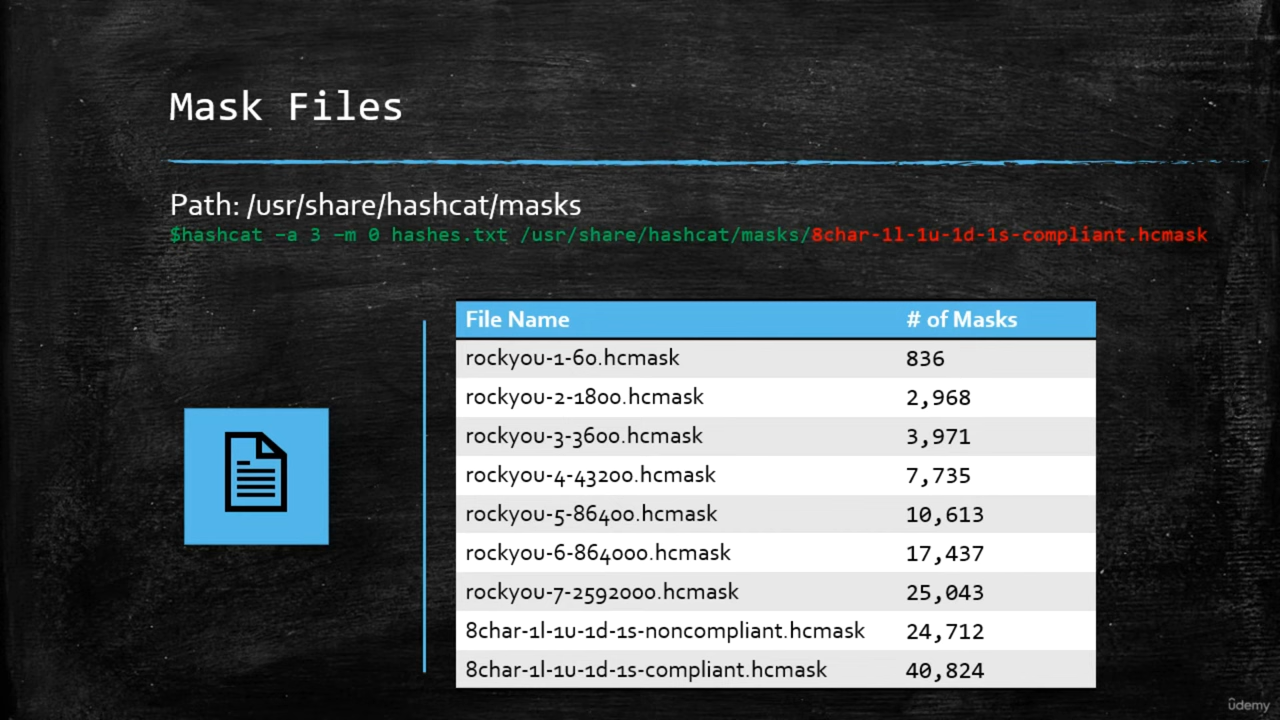 Mask Files
Path: /usr/share/hashcat/masks
$hashcat –a 3 –m 0 hashes.txt /usr/share/hashcat/masks/8char-1l-1u-1d-1s-compliant.hcmask
File Name # of Masks
rockyou-1-60.hcmask 836
rockyou-2-1800.hcmask 2,968
rockyou-3-3600.hcmask 3,971
rockyou-4-43200.hcmask 7,735
rockyou-5-86400.hcmask 10,613
rockyou-6-864000.hcmask 17,437
rockyou-7-2592000.hcmask 25,043
8char-1l-1u-1d-1s-noncompliant.hcmask 24,712
8char-1l-1u-1d-1s-compliant.hcmask 40,824
ûdemy